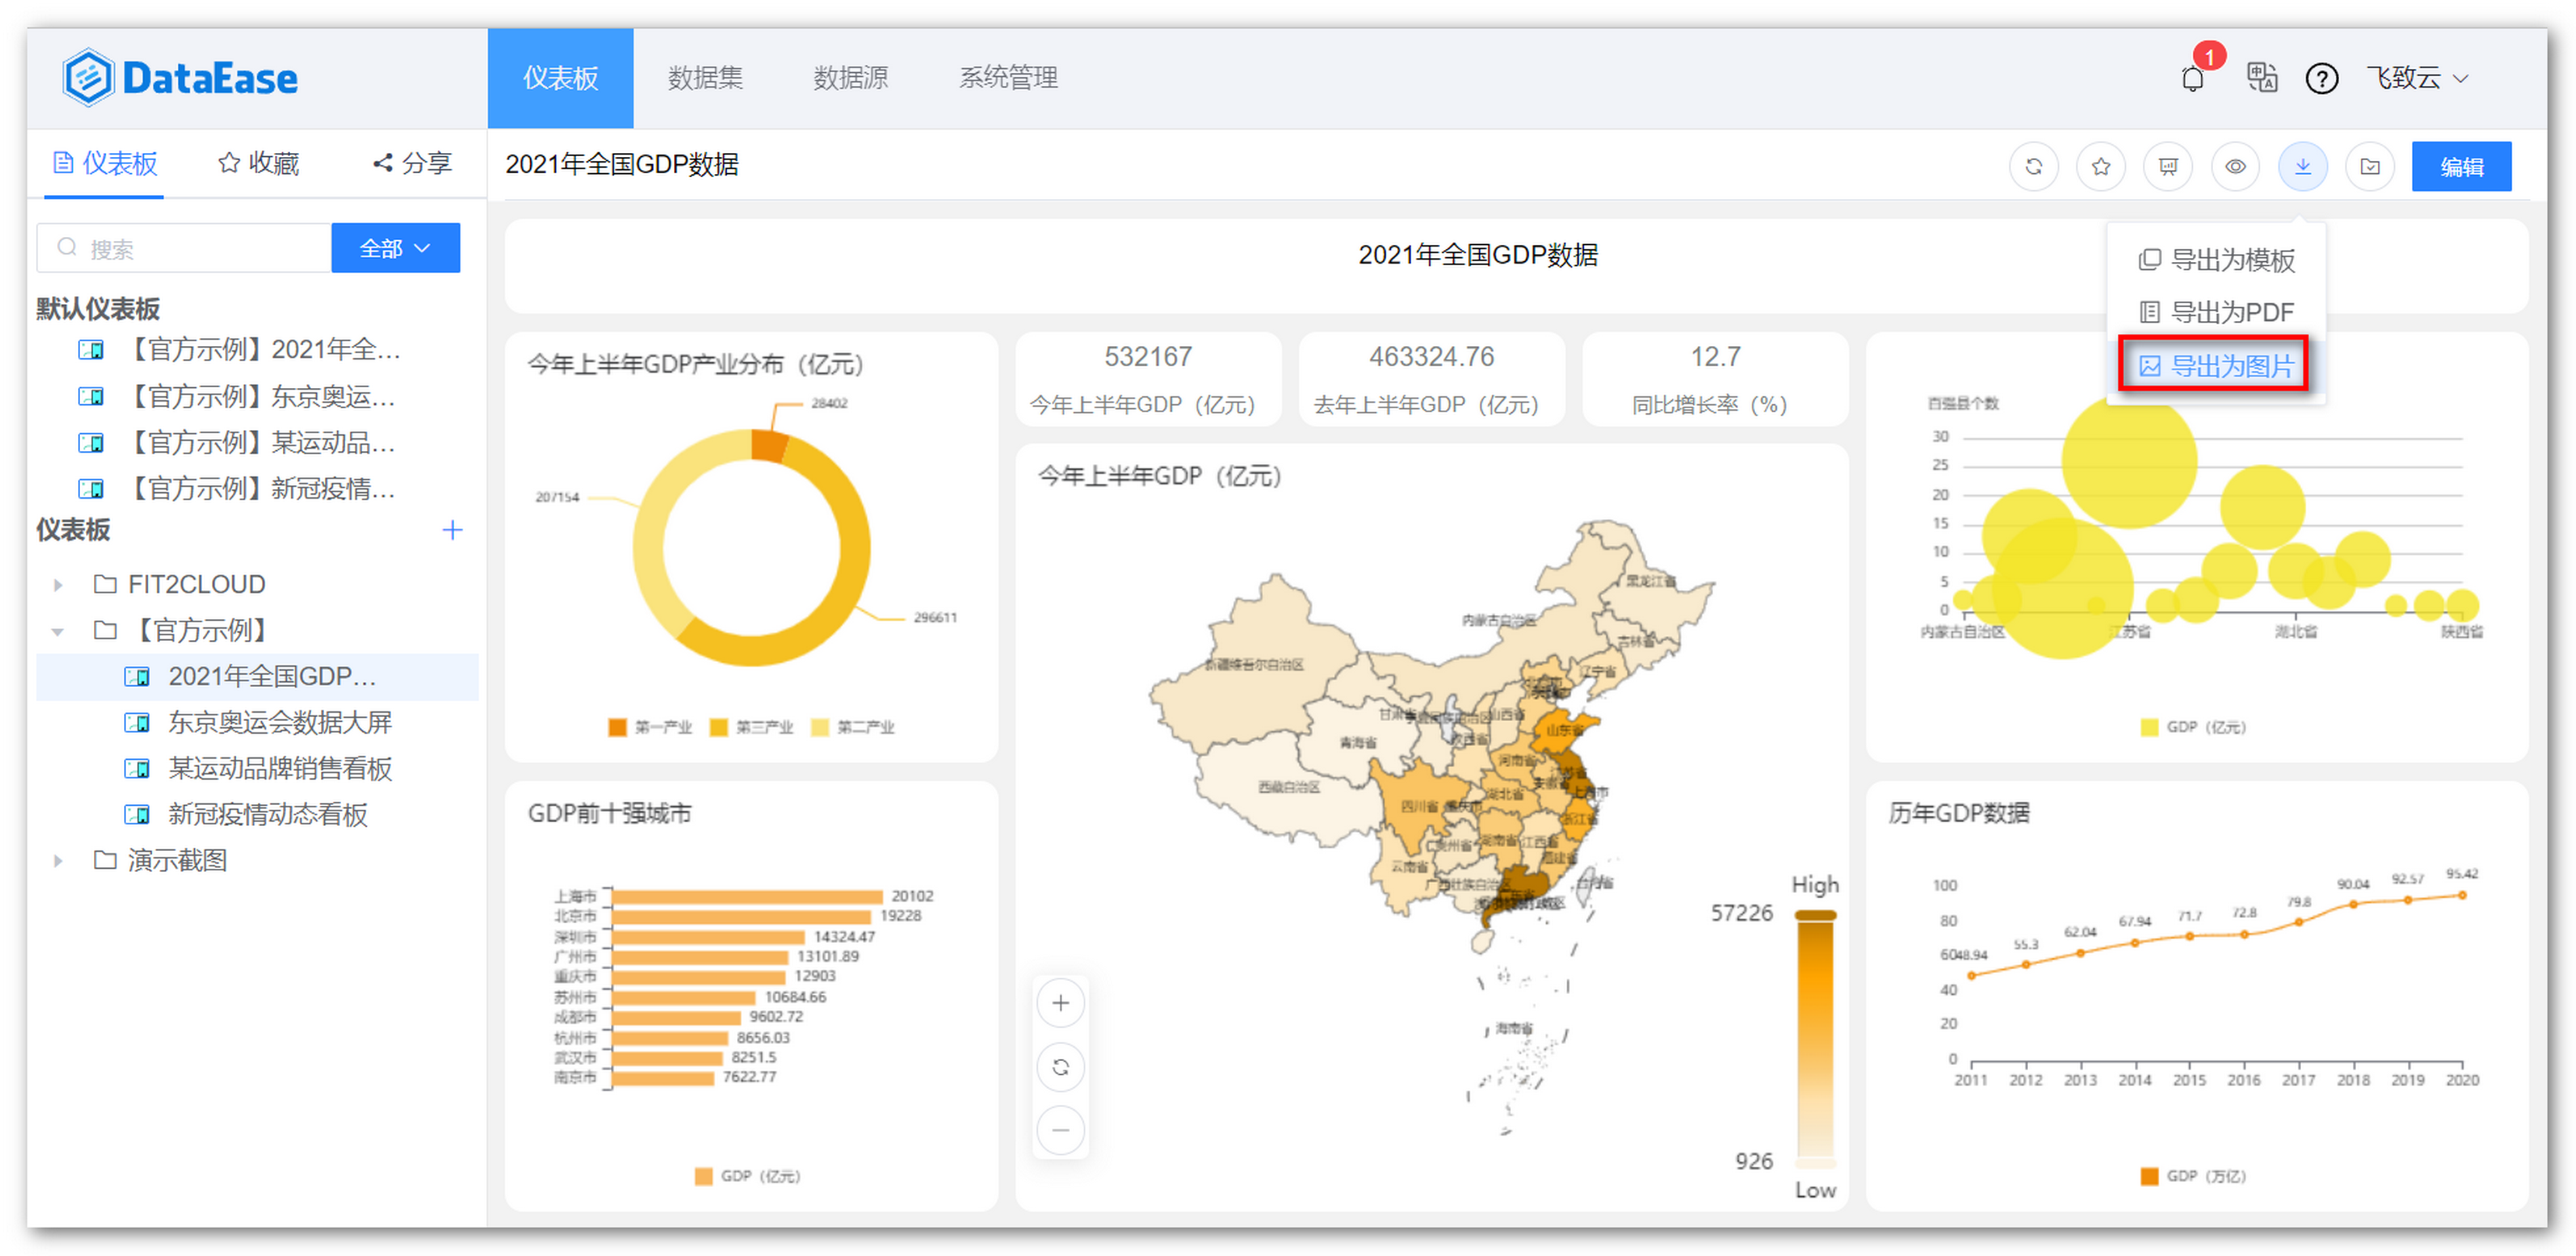 DataEase
仪表板
数据集
数据源
系统管理
1
飞致云
仪表板
收藏
分享
搜索
全部
默认仪表板
【官方示例】2021年全...
【官方示例】东京奥运...
【官方示例】某运动品...
【官方示例】新冠疫情...
仪表板
FIT2CLOUD
【官方示例】
2021年全国GDP...
东京奥运会数据大屏
某运动品牌销售看板
新冠疫情动态看板
演示截图
2021年全国GDP数据
编辑
导出为模板
导出为PDF
导出为图片
2021年全国GDP数据
今年上半年GDP产业分布（亿元）
28402
207154
296611
第一产业
第三产业
第二产业
532167
今年上半年GDP（亿元）
463324.76
去年上半年GDP（亿元）
12.7
同比增长率（%）
今年上半年GDP（亿元）
黑龙江省
内蒙古自治区
吉林省
新疆维吾尔自治区
辽宁省
山西省
山东省
青海省
河南省
西藏自治区
四川省
湖北省
上海市
浙江省
湖南省
江西省
福建省
云南省
广西壮族自治区
台湾省
海南省
High
57226
926
Low
百强县个数
30
25
20
15
10
5
0
内蒙古自治区
江苏省
湖北省
陕西省
GDP（亿元）
GDP前十强城市
上海市 20102
北京市 19228
深圳市 14324.47
广州市 13101.89
重庆市 12903
苏州市 10684.66
成都市 9602.72
杭州市 8656.03
武汉市 8251.5
南京市 7622.77
GDP（亿元）
历年GDP数据
100
80
60
40
20
0
48.94
55.3
62.04
67.94
71.7
72.8
79.8
90.04
92.57
95.42
2011 2012 2013 2014 2015 2016 2017 2018 2019 2020
GDP（万亿）